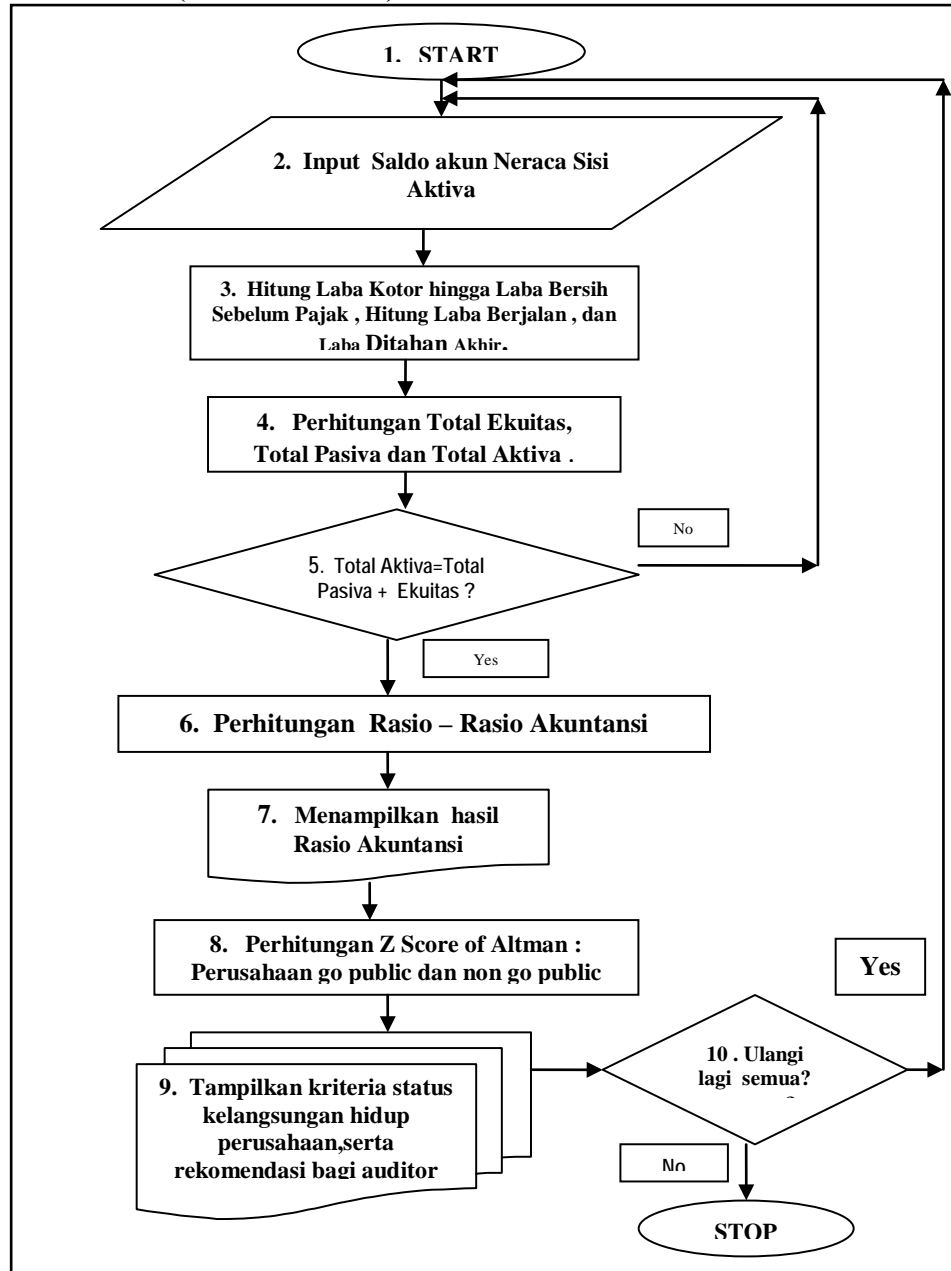 1. START
2. Input Saldo akun Neraca Sisi
Aktiva
3. Hitung Laba Kotor hingga Laba Bersih
Sebelum Pajak , Hitung Laba Berjalan , dan
Laba Ditahan Akhir.
4. Perhitungan Total Ekuitas,
Total Pasiva dan Total Aktiva .
No
5. Total Aktiva=Total
Pasiva + Ekuitas ?
Yes
6. Perhitungan Rasio – Rasio Akuntansi
7. Menampilkan hasil
Rasio Akuntansi
8. Perhitungan Z Score of Altman :
Perusahaan go public dan non go public
Yes
9. Tampilkan kriteria status
kelangsungan hidup
perusahaan,serta
rekomendasi bagi auditor
10 . Ulangi
lagi semua?
No
STOP